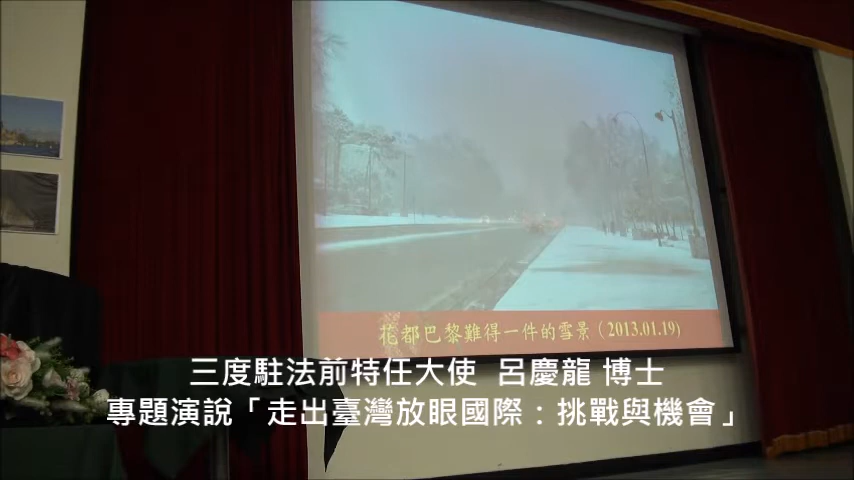 花都巴黎難得一件的雪景（2013.01.19）
三度駐法前特任大使 呂慶龍 博士
專題演說「走出臺灣放眼國際：挑戰與機會」